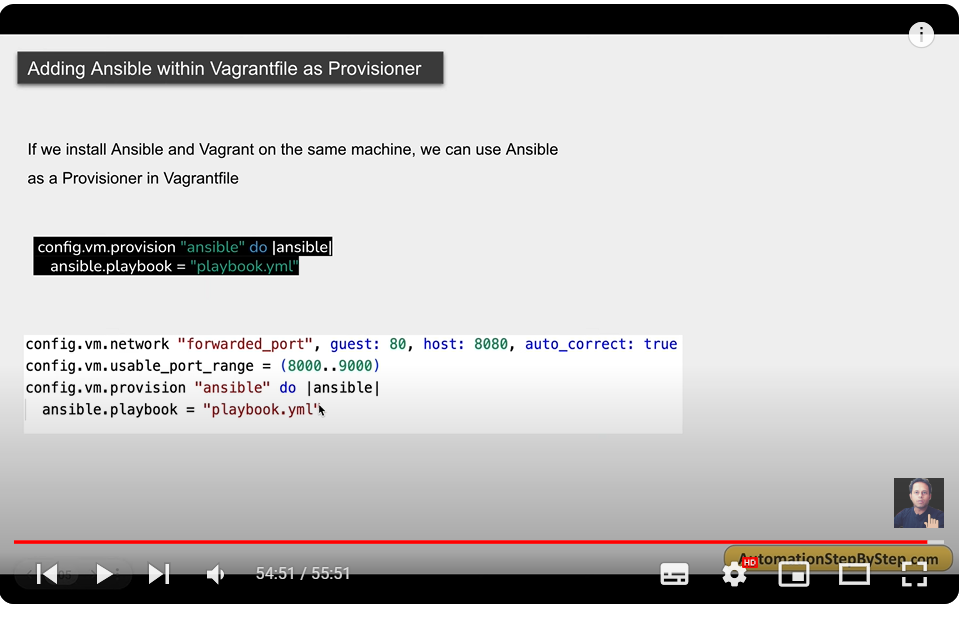 Adding Ansible within Vagrantfile as Provisioner
If we install Ansible and Vagrant on the same machine, we can use Ansible
as a Provisioner in Vagrantfile
config.vm.provision "ansible" do |ansible|
ansible.playbook = "playbook.yml"
config.vm.network "forwarded_port", guest: 80, host: 8080, auto_correct: true
config.vm.usable_port_range = (8000..9000)
config.vm.provision "ansible" do |ansible|
ansible.playbook = "playbook.yml"
AutomationStepByStep.com
54:51 / 55:51
HD